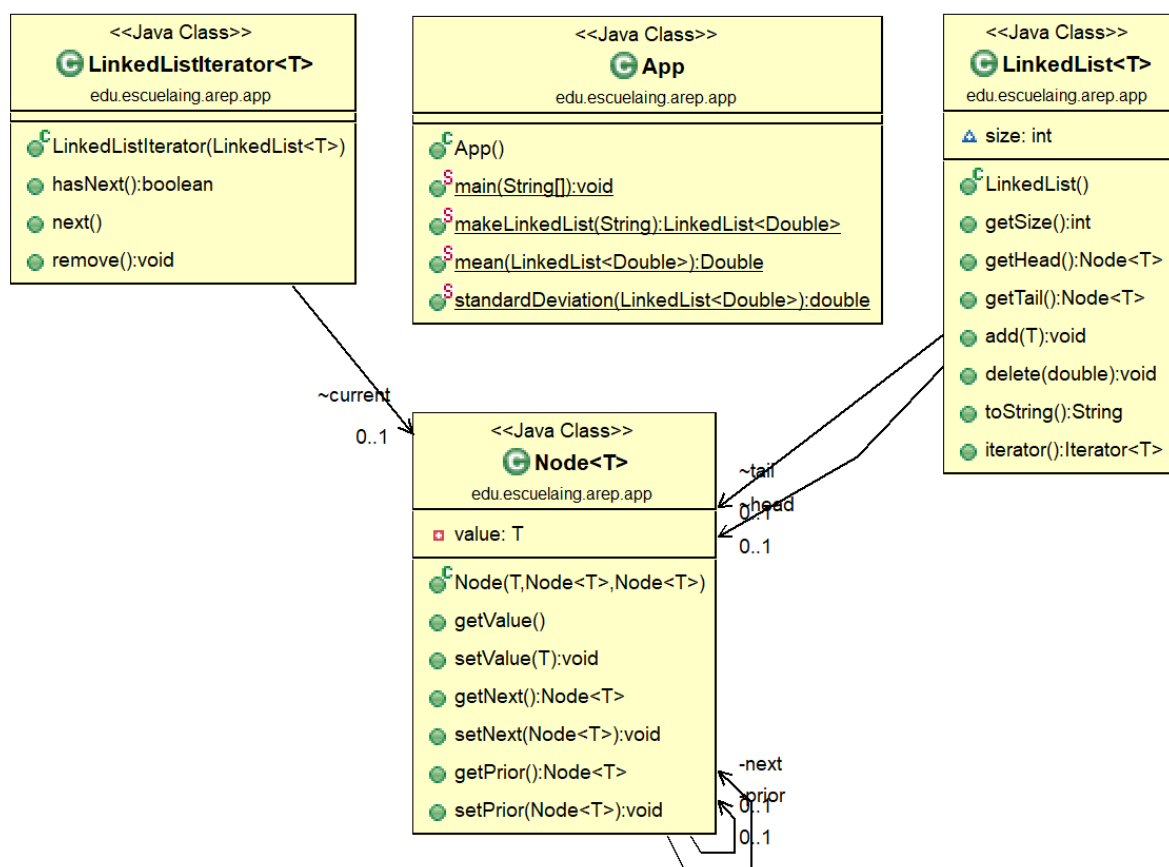 <<Java Class>>
LinkedListIterator<T>
edu.escuelaing.arep.app
LinkedListIterator(LinkedList<T>)
hasNext():boolean
next()
remove():void
<<Java Class>>
App
edu.escuelaing.arep.app
App()
main(String[]):void
makeLinkedList(String):LinkedList<Double>
mean(LinkedList<Double>):Double
standardDeviation(LinkedList<Double>):double
<<Java Class>>
LinkedList<T>
edu.escuelaing.arep.app
size: int
LinkedList()
getSize():int
getHead():Node<T>
getTail():Node<T>
add(T):void
delete(double):void
toString():String
iterator():Iterator<T>
~current
0..1
<<Java Class>>
Node<T>
edu.escuelaing.arep.app
value: T
Node(T,Node<T>,Node<T>)
getValue()
setValue(T):void
getNext():Node<T>
setNext(Node<T>):void
getPrior():Node<T>
setPrior(Node<T>):void
~tail
~head
0..1
0..1
-next
-prior
0..1
0..1